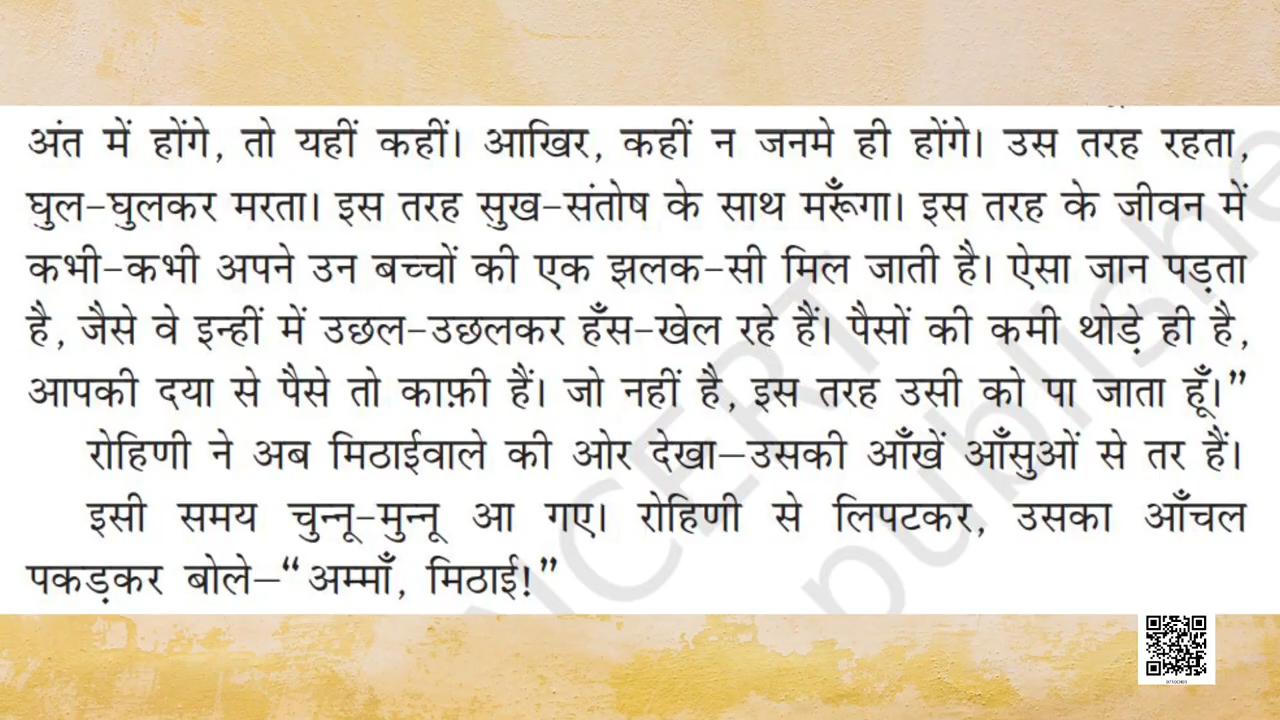 अंत में होंगे, तो यहीं कहीं। आखिर, कहीं न जनमे ही होंगे। उस तरह रहता,
घुल-घुलकर मरता। इस तरह सुख-संतोष के साथ मरूँगा। इस तरह के जीवन में
कभी-कभी अपने उन बच्चों की एक झलक-सी मिल जाती है। ऐसा जान पड़ता
है, जैसे वे इन्हीं में उछल-उछलकर हँस-खेल रहे हैं। पैसों की कमी थोड़े ही है,
आपकी दया से पैसे तो काफ़ी हैं। जो नहीं है, इस तरह उसी को पा जाता हूँ।”
रोहिणी ने अब मिठाईवाले की ओर देखा—उसकी आँखें आँसुओं से तर हैं।
इसी समय चुन्नू-मुन्नू आ गए। रोहिणी से लिपटकर, उसका आँचल
पकड़कर बोले—“अम्माँ, मिठाई!”
NCERT
publishe